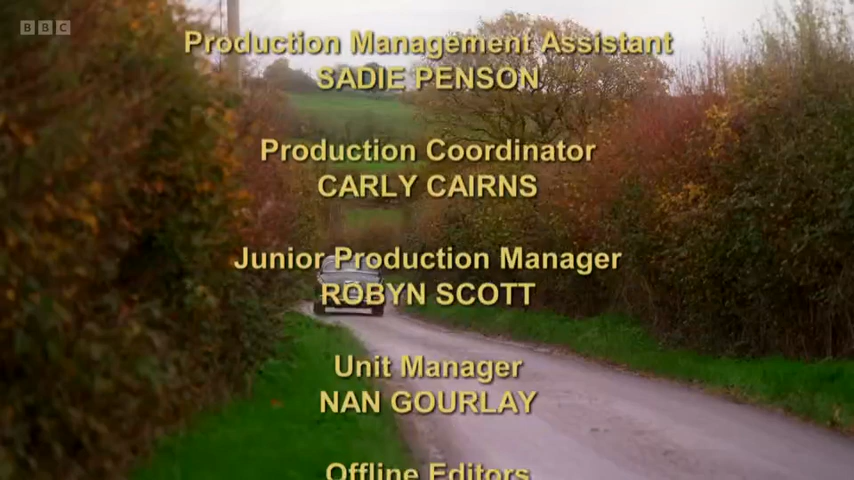 BBC
Production Management Assistant
SADIE PENSON
Production Coordinator
CARLY CAIRNS
Junior Production Manager
ROBYN SCOTT
Unit Manager
NAN GOURLAY
Offline Editors